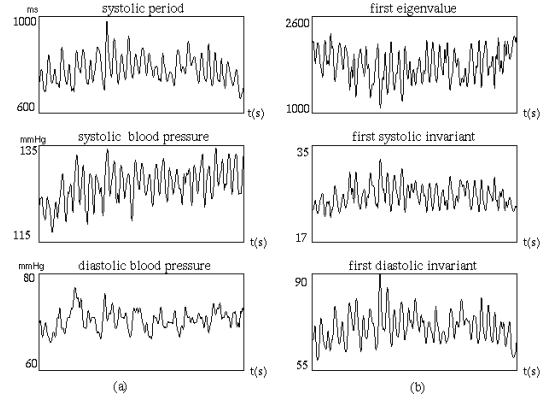 systolic period
ms
1000
600
t(s)
first eigenvalue
2600
1000
t(s)
systolic blood pressure
mmHg
135
115
t(s)
first systolic invariant
35
17
t(s)
diastolic blood pressure
mmHg
80
60
t(s)
first diastolic invariant
90
55
t(s)
(a)
(b)